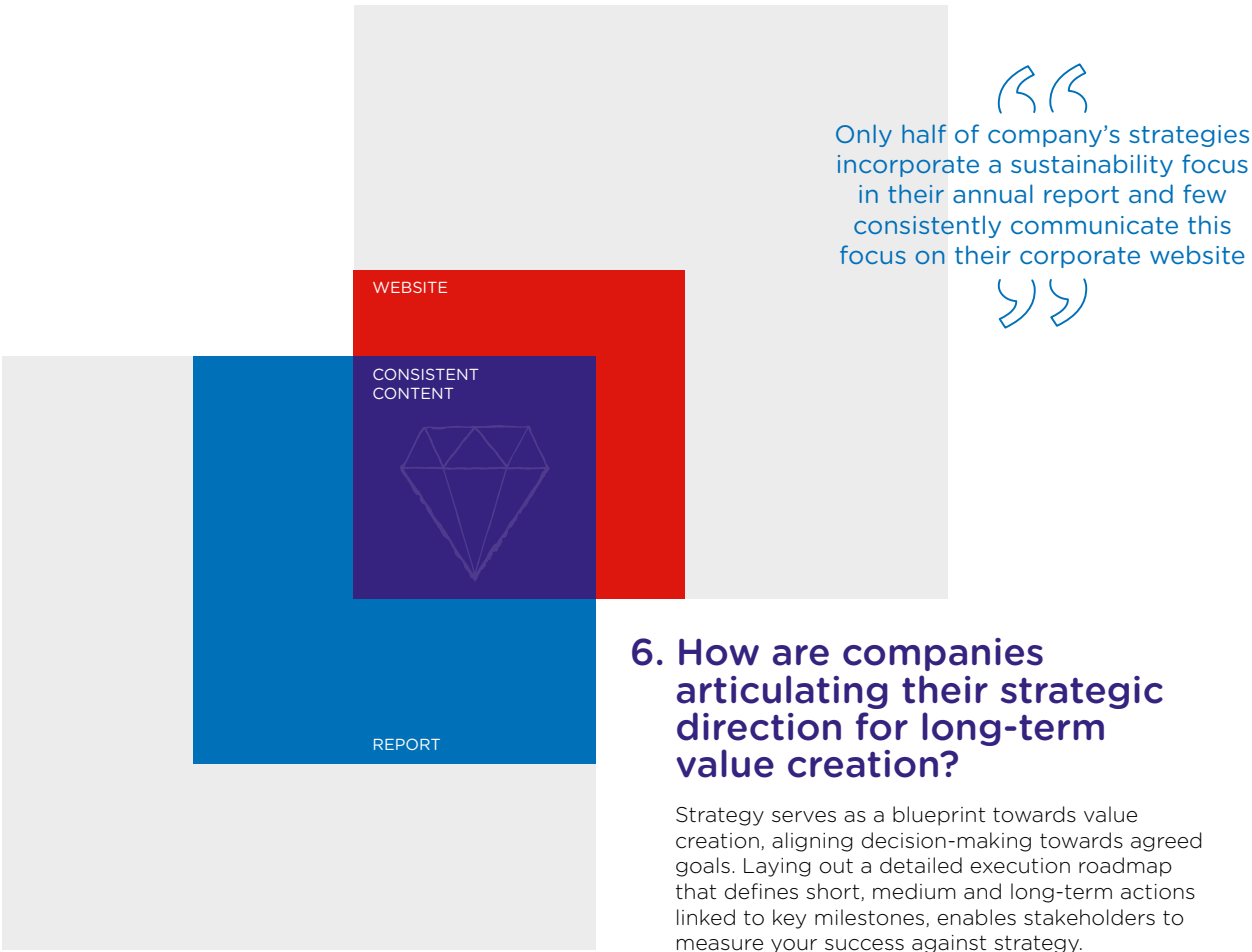 “
Only half of company’s strategies
incorporate a sustainability focus
in their annual report and few
consistently communicate this
focus on their corporate website
”
WEBSITE
CONSISTENT
CONTENT
REPORT
6. How are companies
articulating their strategic
direction for long-term
value creation?
Strategy serves as a blueprint towards value
creation, aligning decision-making towards agreed
goals. Laying out a detailed execution roadmap
that defines short, medium and long-term actions
linked to key milestones, enables stakeholders to
measure your success against strategy.